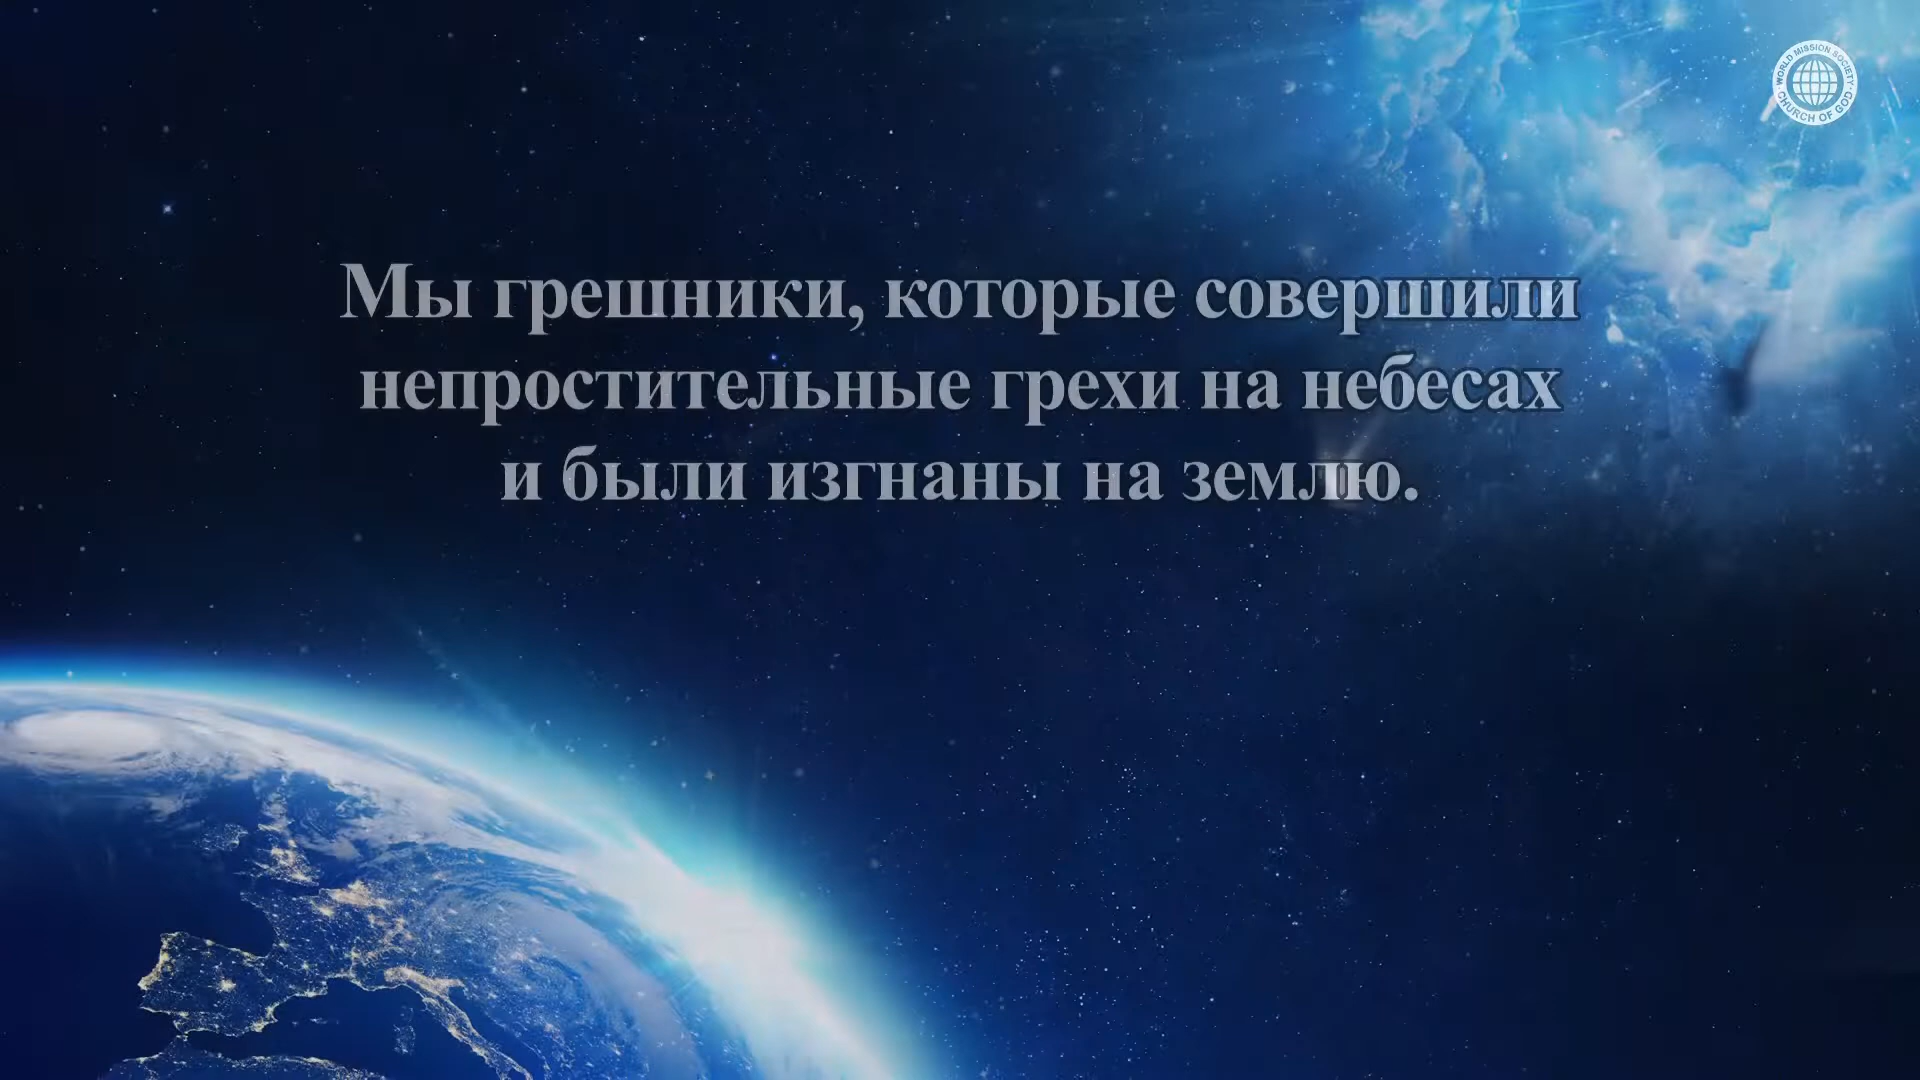 WORLD MISSION SOCIETY
CHURCH OF GOD
Мы грешники, которые совершили
непростительные грехи на небесах
и были изгнаны на землю.